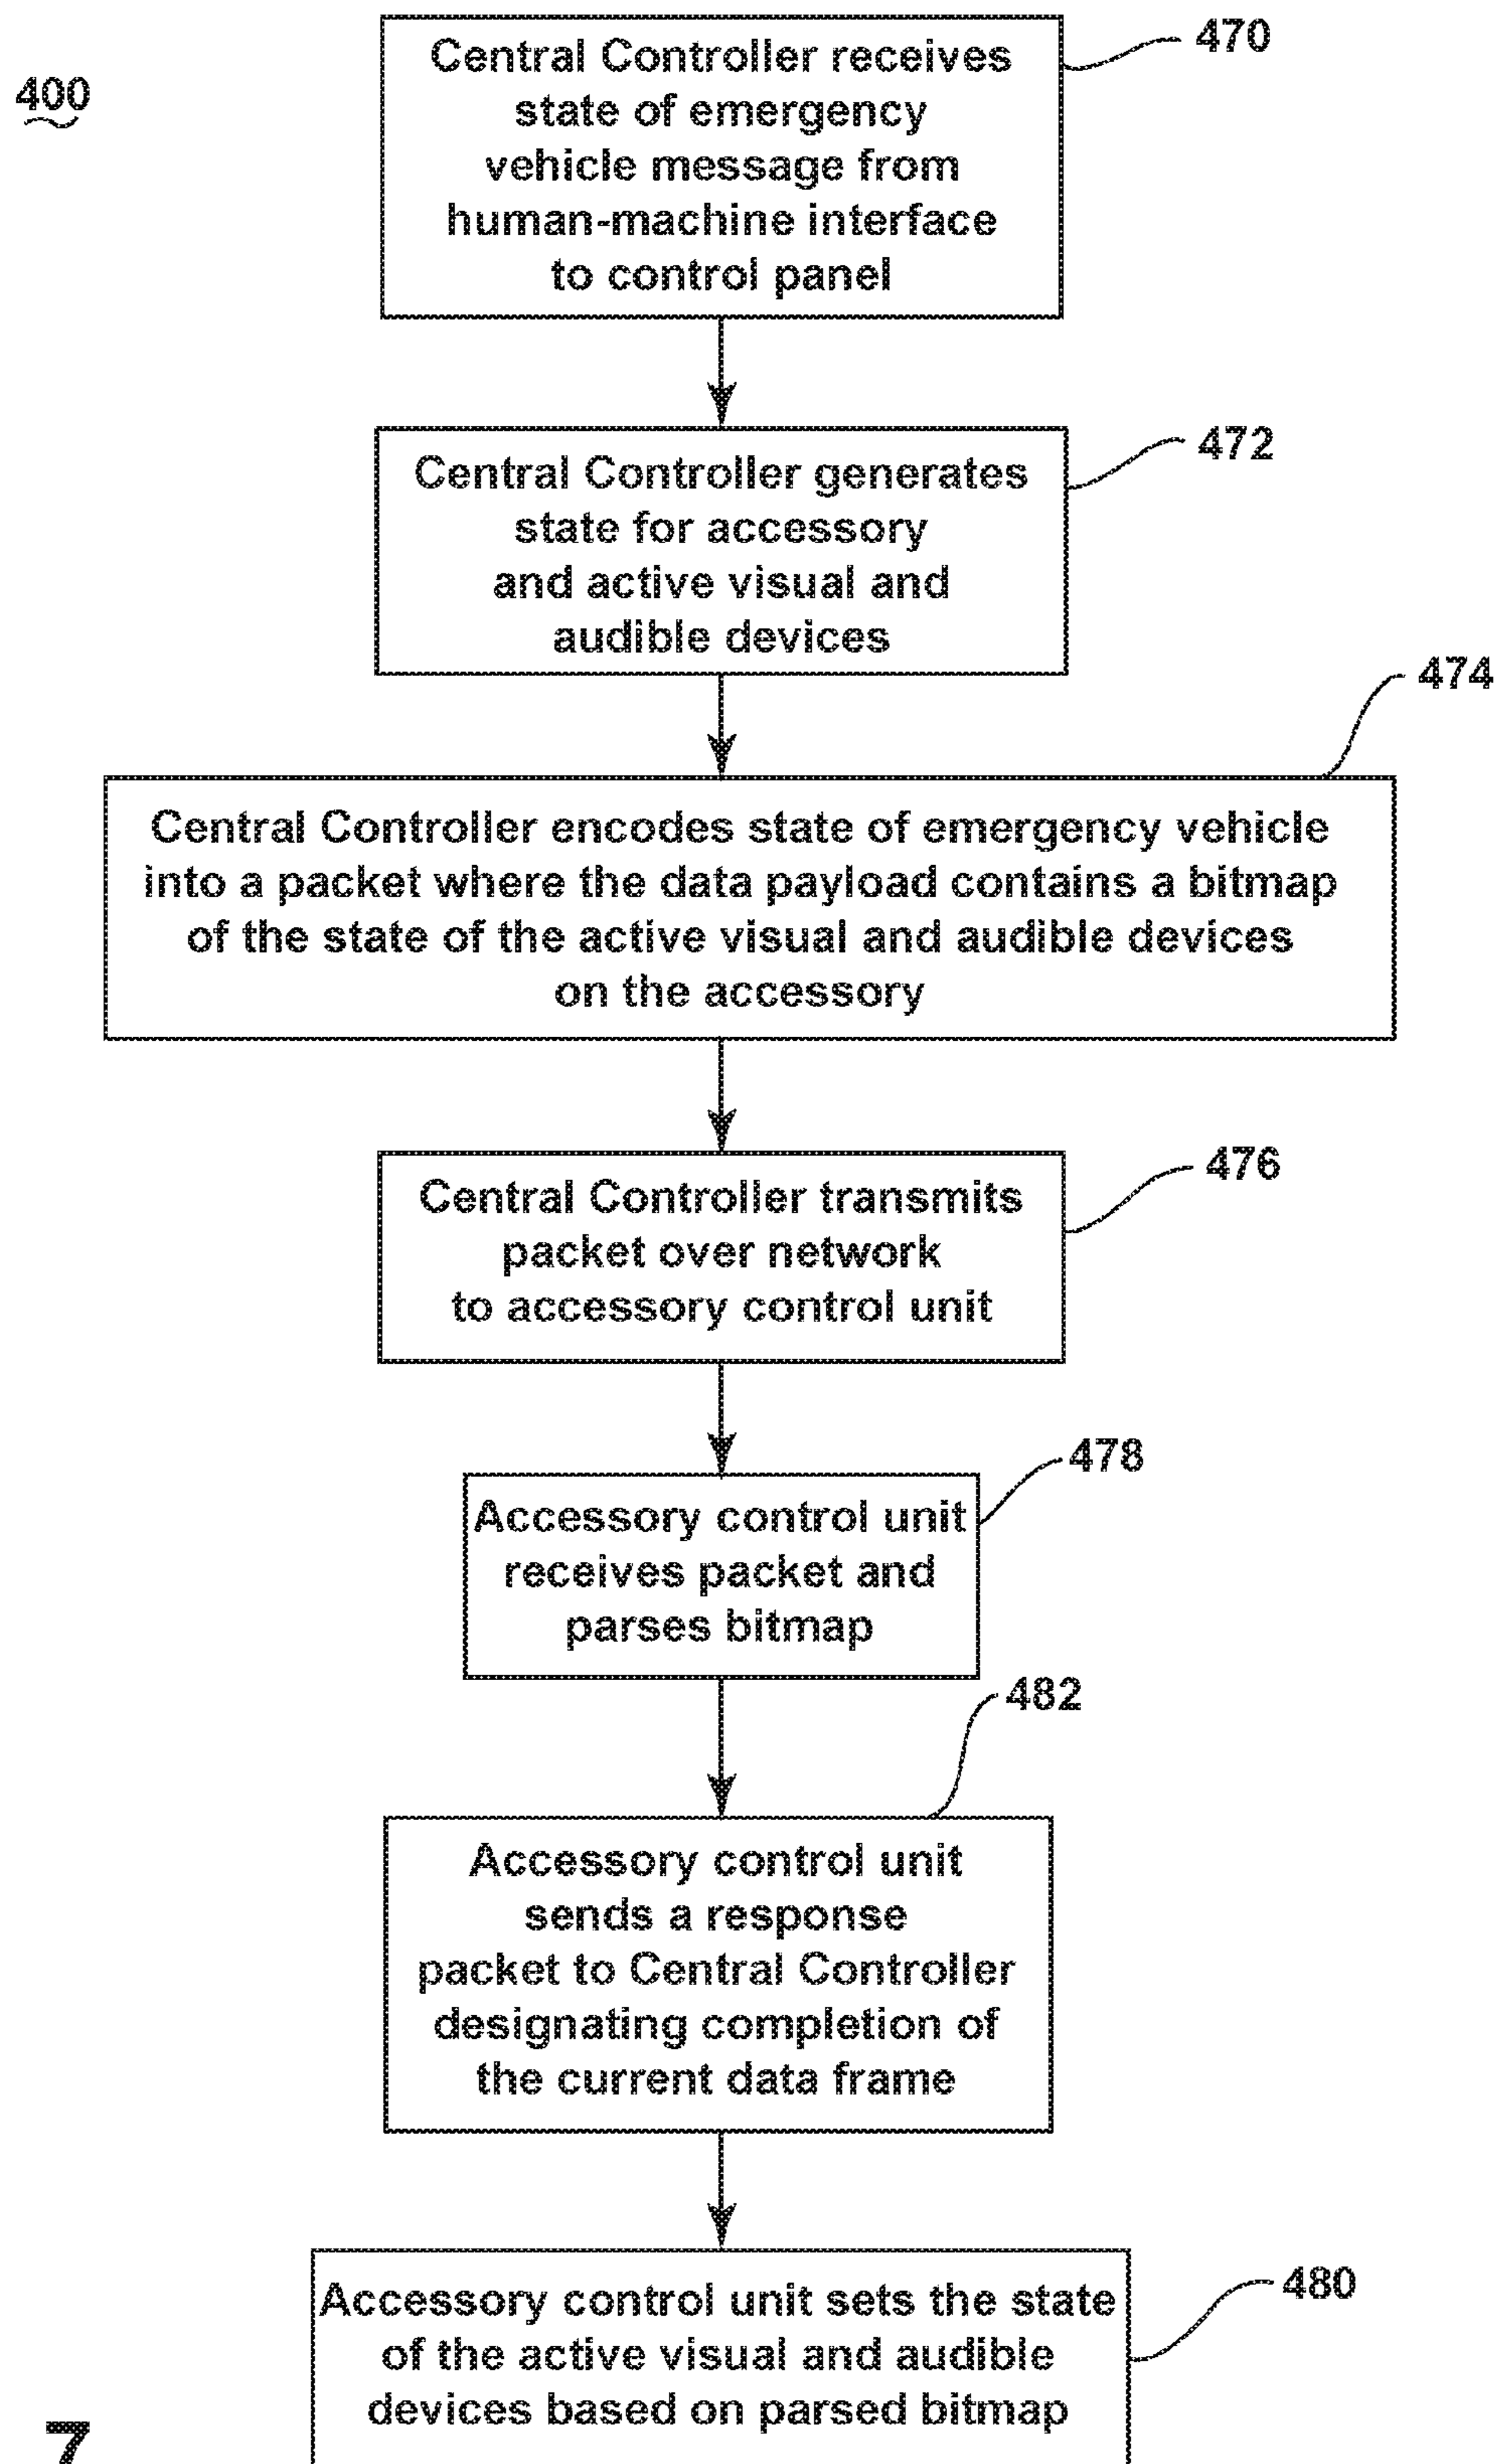 400
470
Central Controller receives
state of emergency
vehicle message from
human-machine interface
to control panel
472
Central Controller generates
state for accessory
and active visual and
audible devices
474
Central Controller encodes state of emergency vehicle
into a packet where the data payload contains a bitmap
of the state of the active visual and audible devices
on the accessory
476
Central Controller transmits
packet over network
to accessory control unit
478
Accessory control unit
receives packet and
parses bitmap
482
Accessory control unit
sends a response
packet to Central Controller
designating completion of
the current data frame
480
Accessory control unit sets the state
of the active visual and audible
devices based on parsed bitmap
7